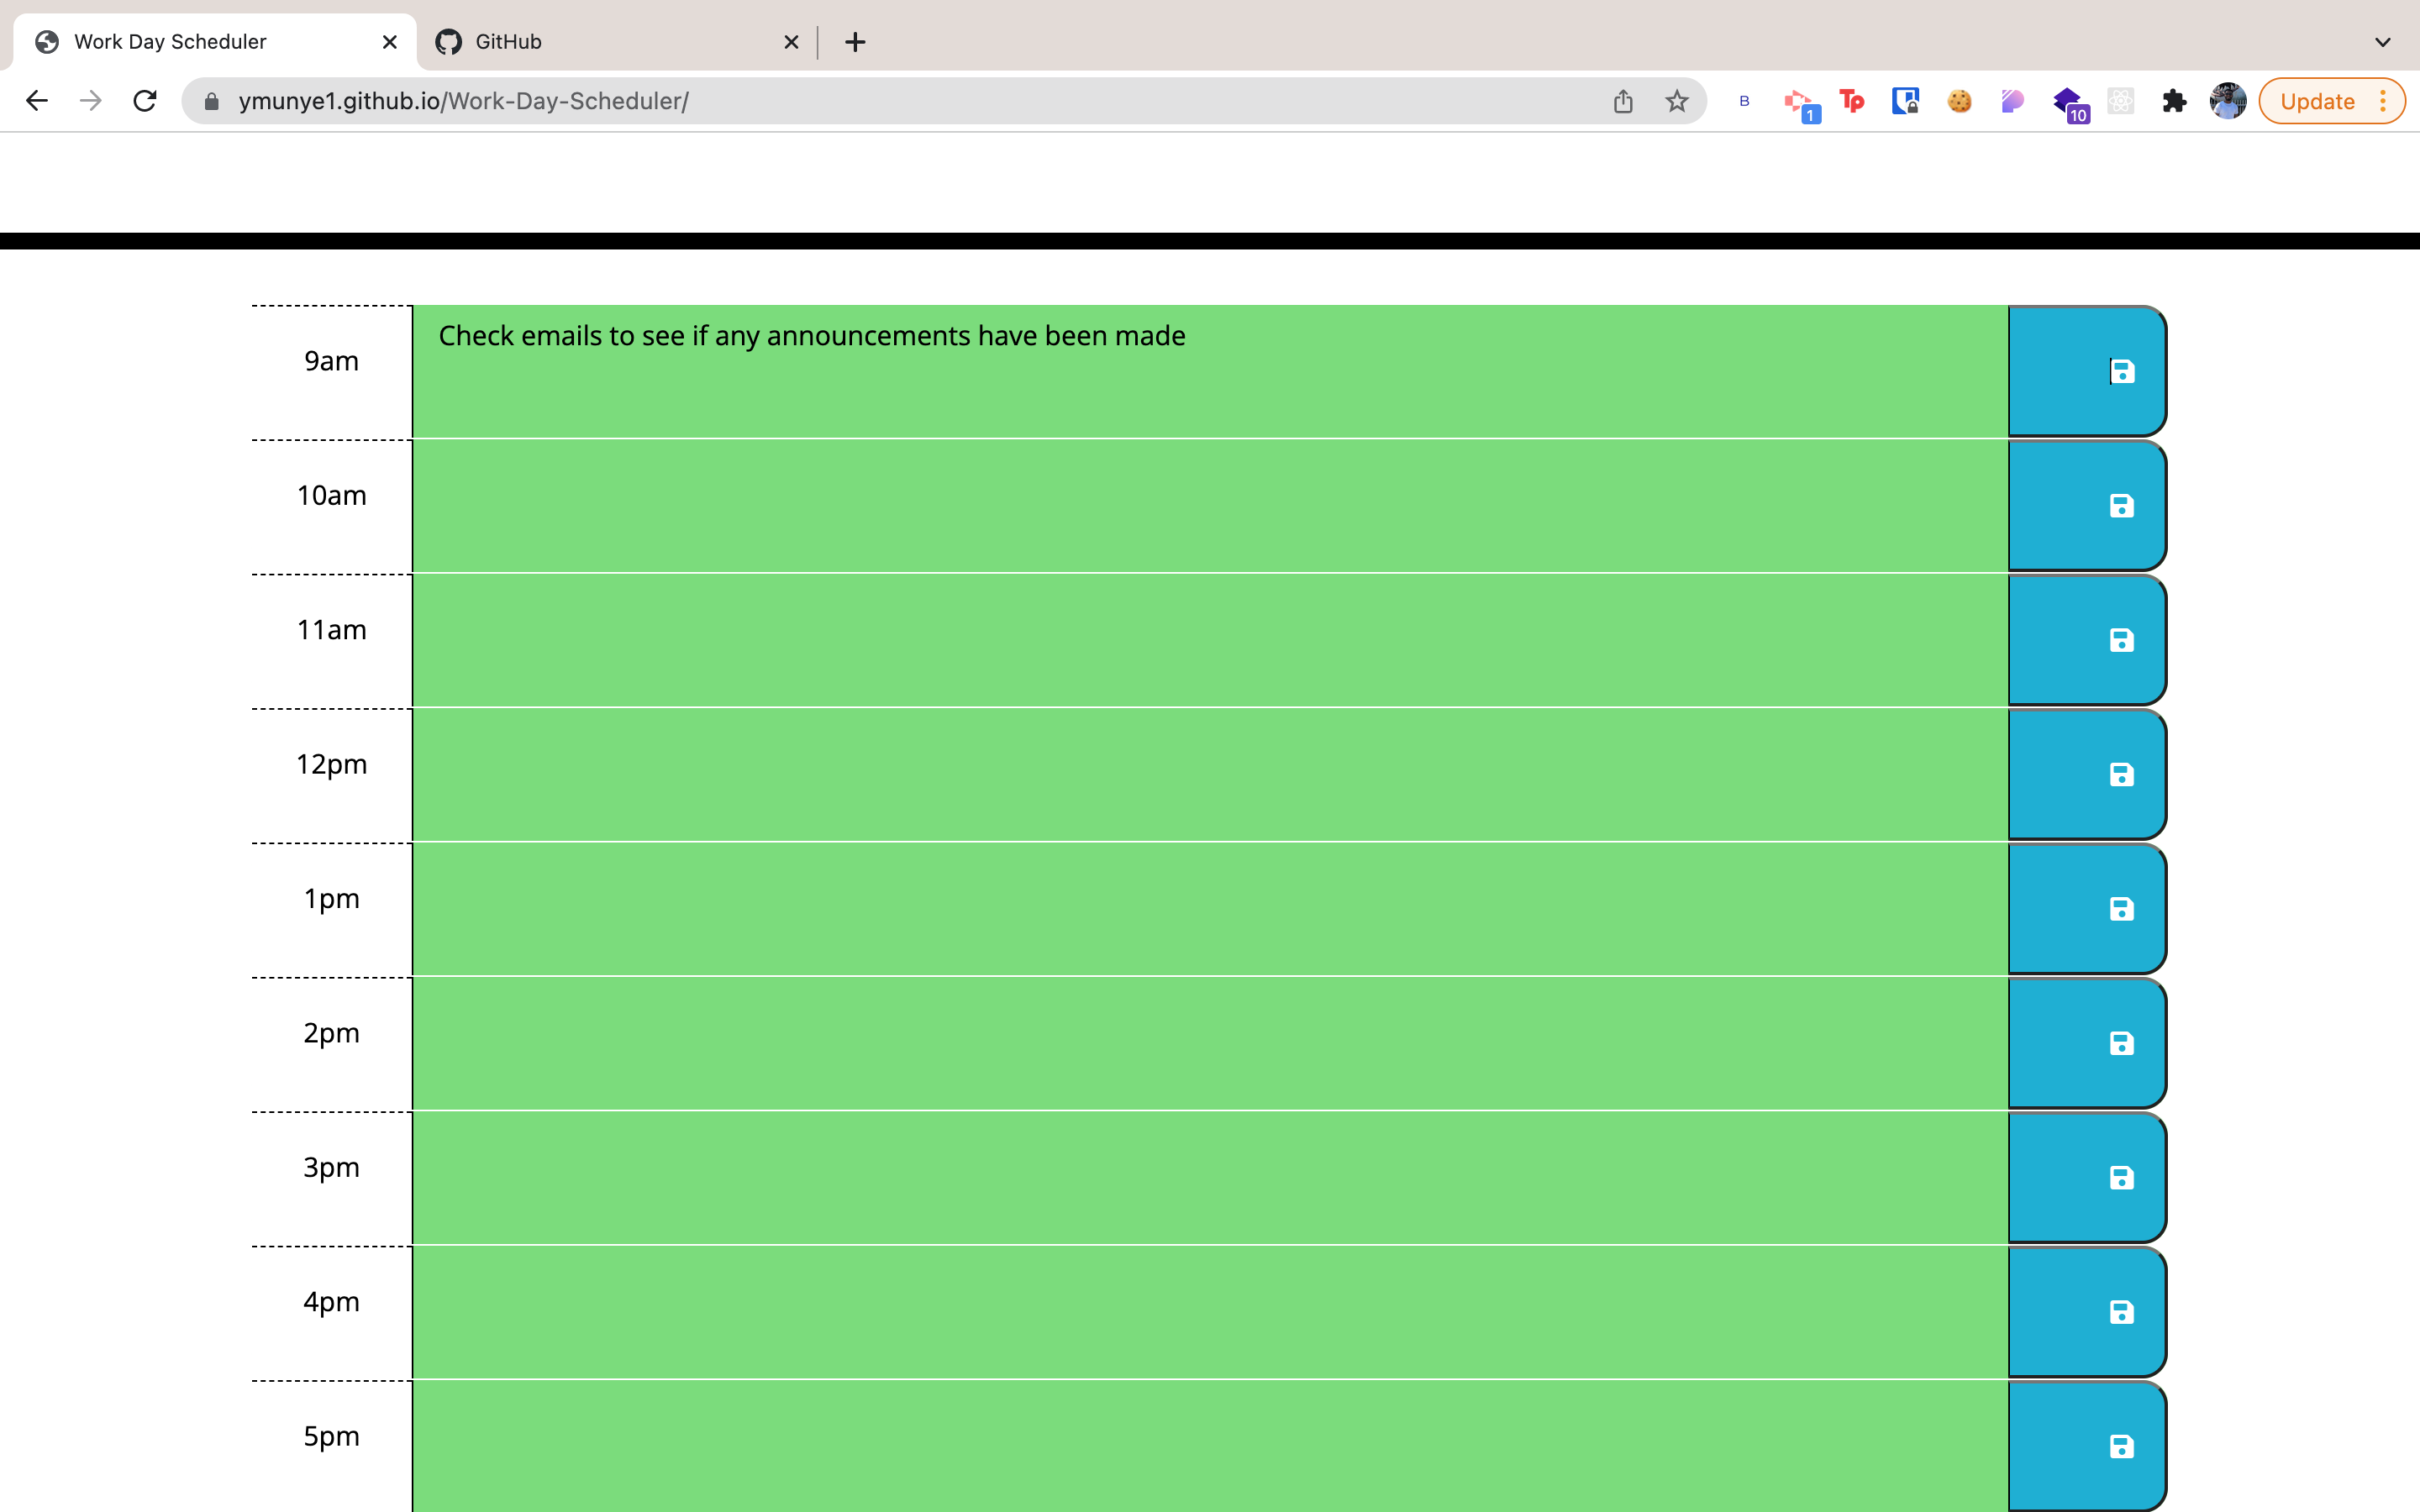 Work Day Scheduler
GitHub
ymunye1.github.io/Work-Day-Scheduler/
B
1
Tp
10
Update
9am
Check emails to see if any announcements have been made
10am
11am
12pm
1pm
2pm
3pm
4pm
5pm